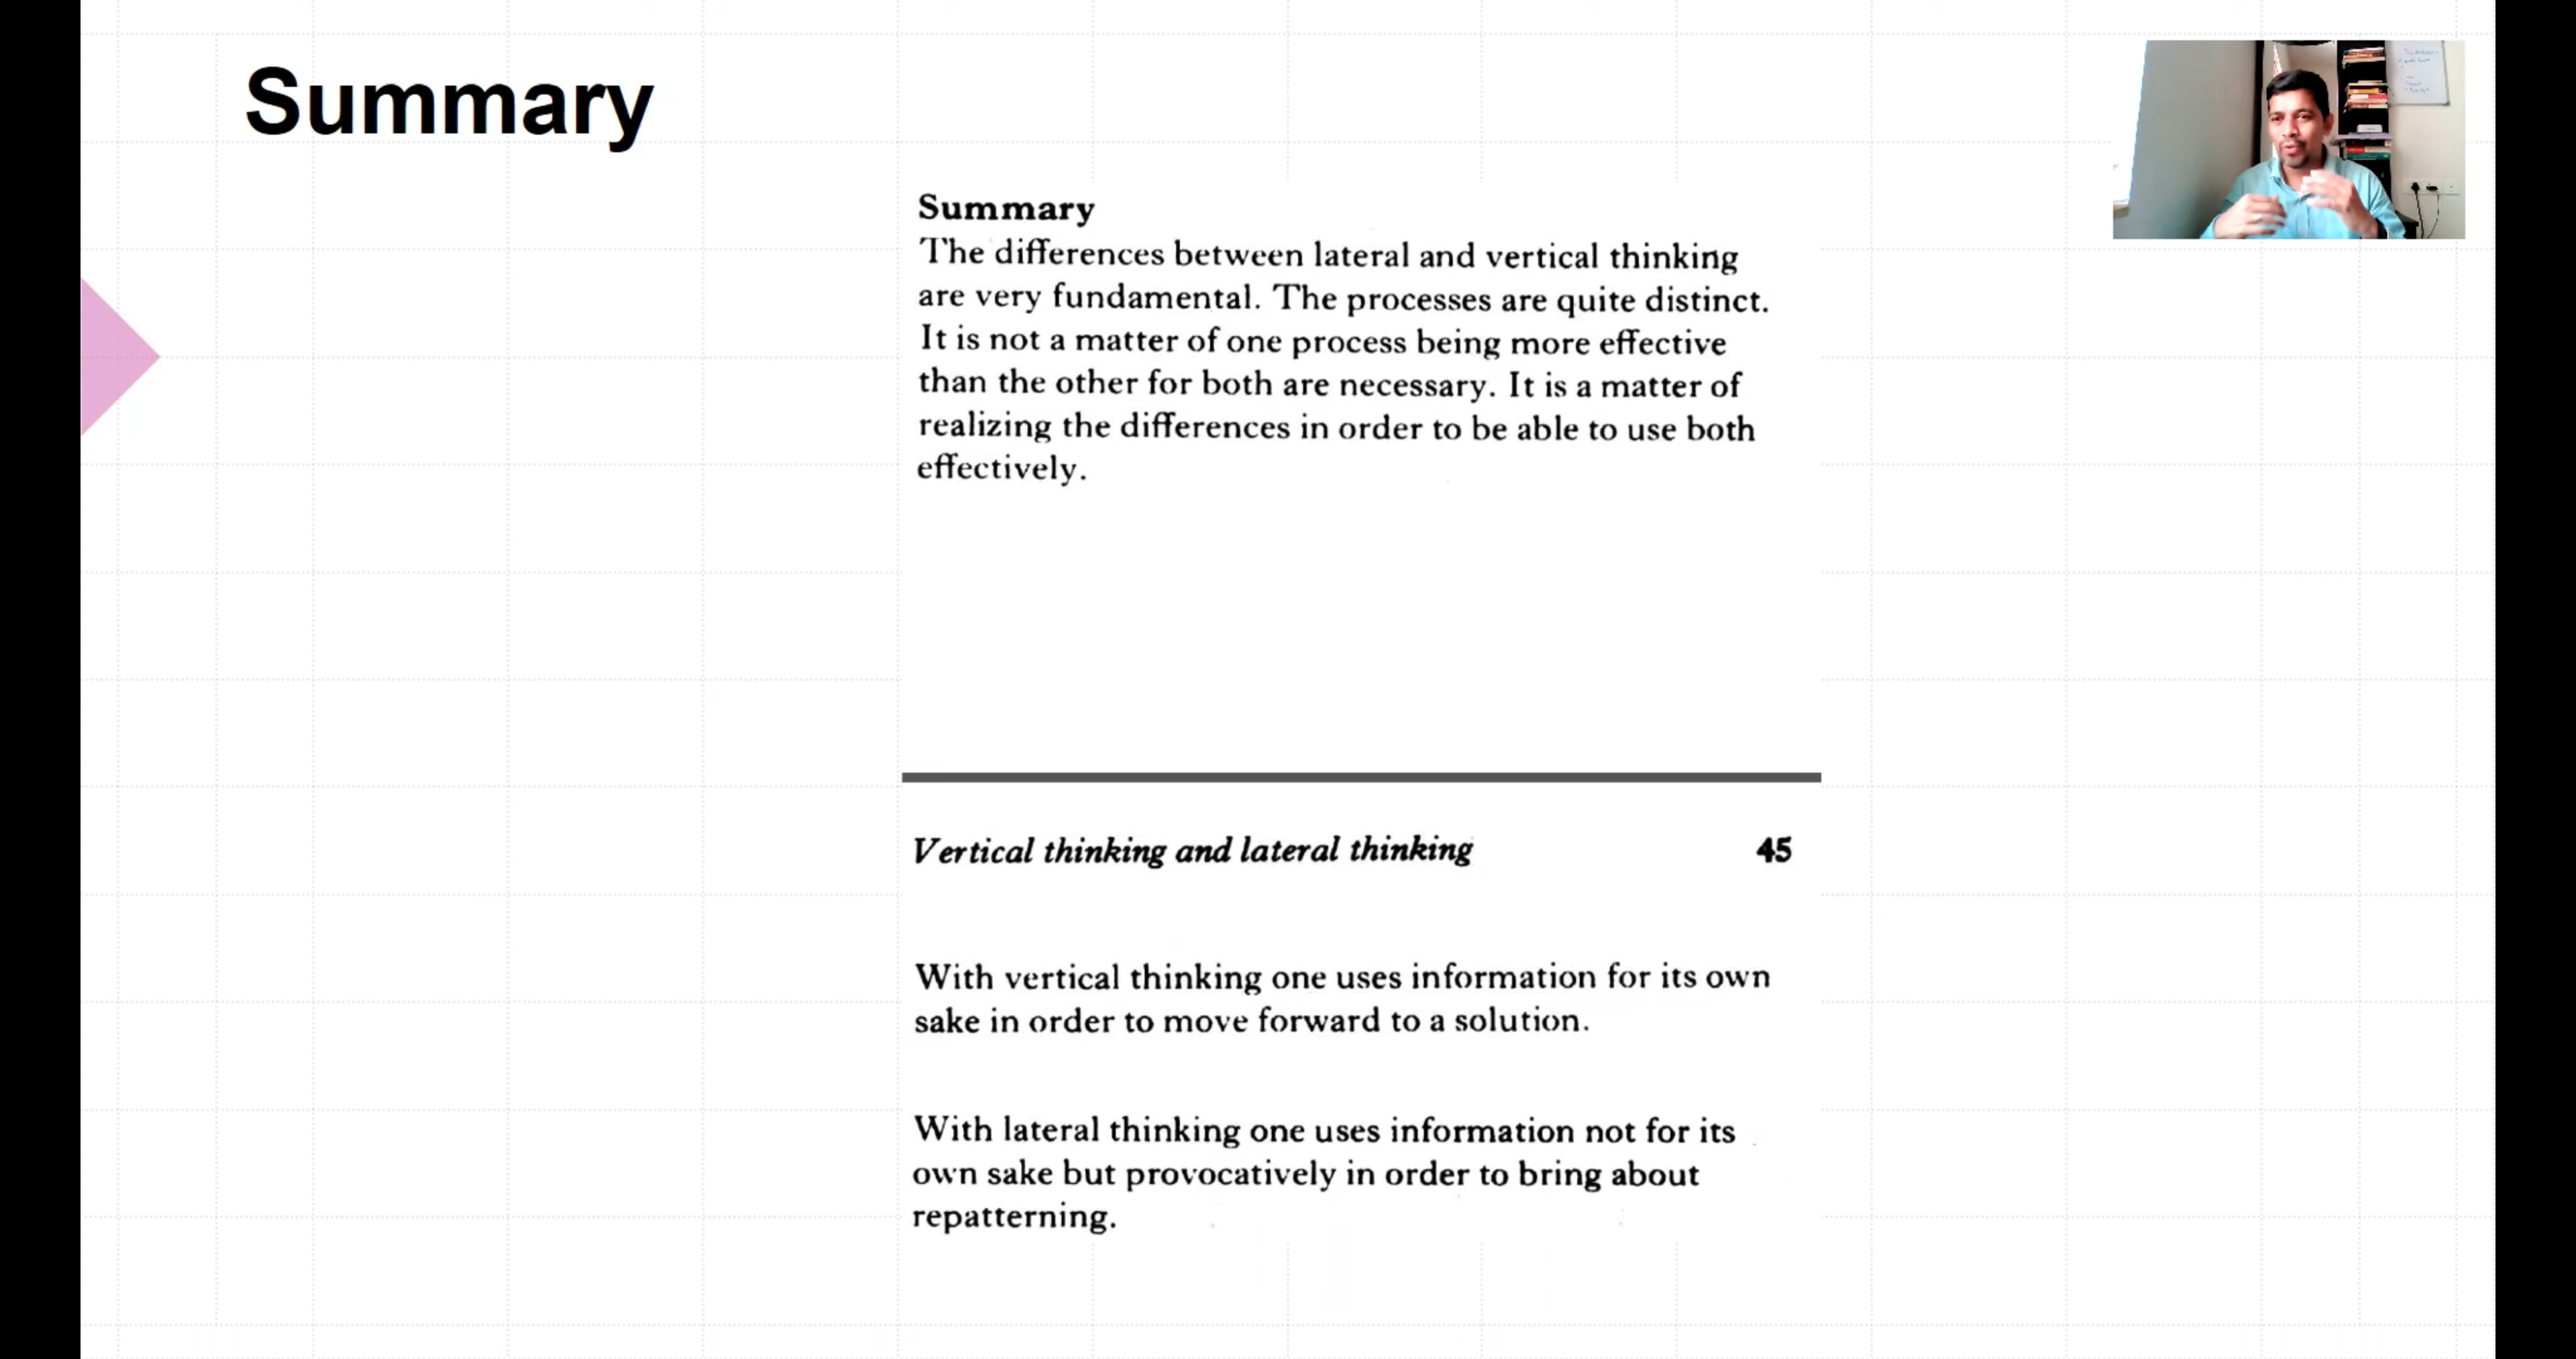 Summary
Summary
The differences between lateral and vertical thinking
are very fundamental. The processes are quite distinct.
It is not a matter of one process being more effective
than the other for both are necessary. It is a matter of
realizing the differences in order to be able to use both
effectively.
Vertical thinking and lateral thinking 45
With vertical thinking one uses information for its own
sake in order to move forward to a solution.
With lateral thinking one uses information not for its
own sake but provocatively in order to bring about
repatterning.